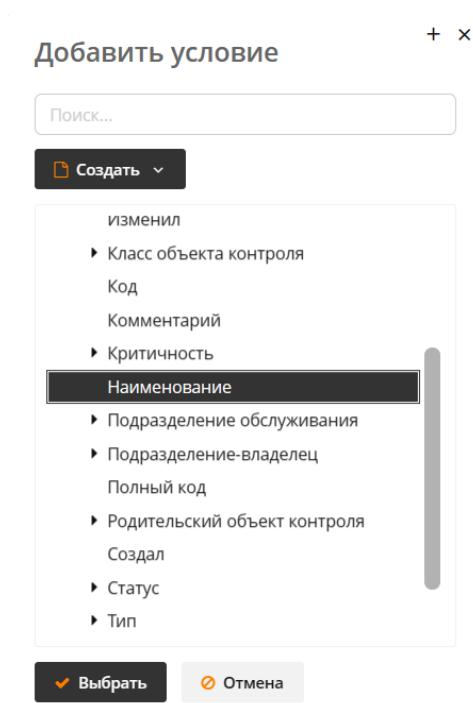 Добавить условие
Поиск...
Создать
изменил
Класс объекта контроля
Код
Комментарий
Критичность
Наименование
Подразделение обслуживания
Подразделение-владелец
Полный код
Родительский объект контроля
Создал
Статус
Тип
Выбрать Отмена